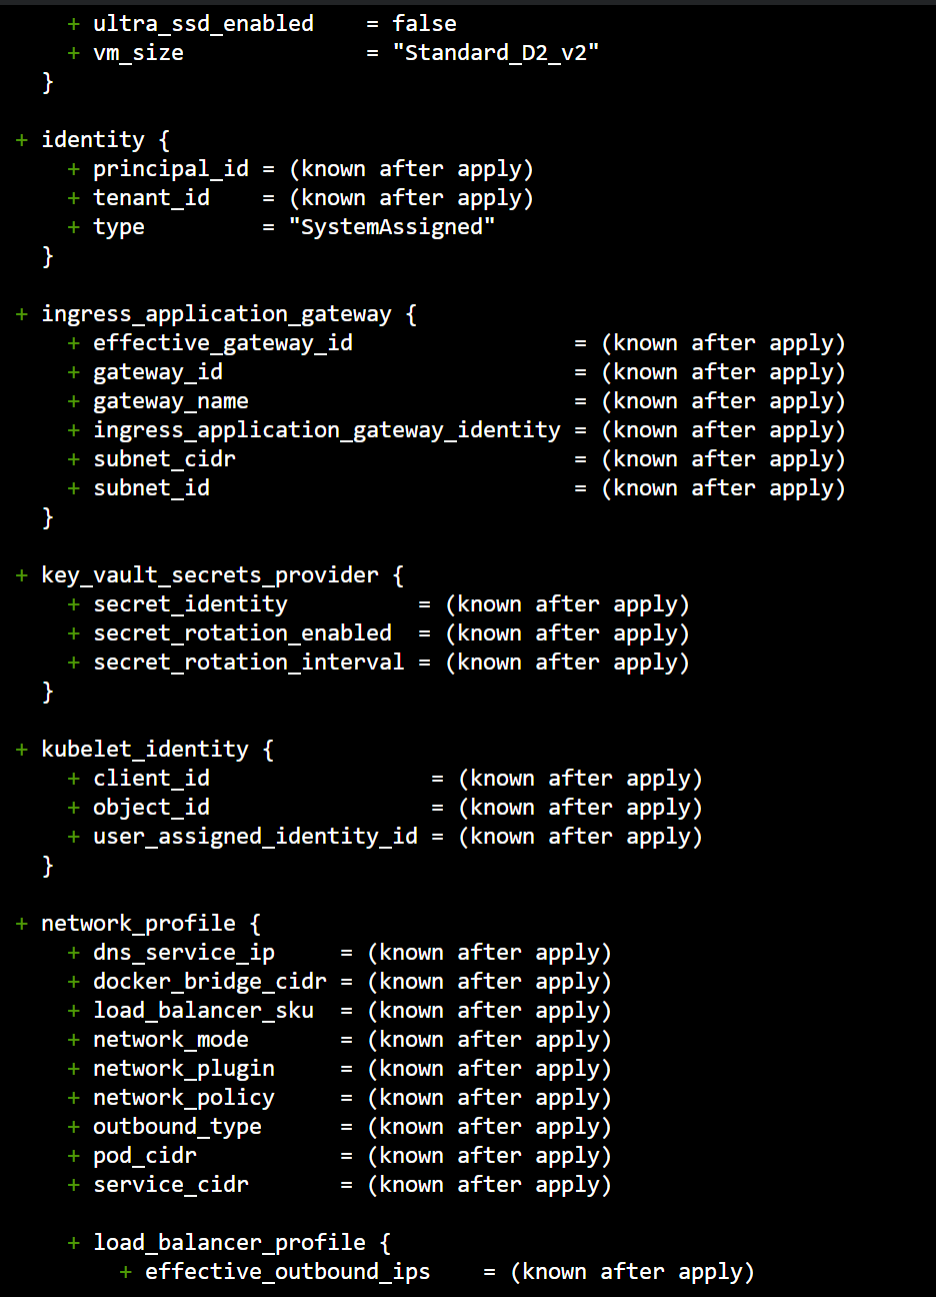 + ultra_ssd_enabled    = false
      + vm_size              = "Standard_D2_v2"
    }

  + identity {
      + principal_id = (known after apply)
      + tenant_id    = (known after apply)
      + type         = "SystemAssigned"
    }

  + ingress_application_gateway {
      + effective_gateway_id                 = (known after apply)
      + gateway_id                           = (known after apply)
      + gateway_name                         = (known after apply)
      + ingress_application_gateway_identity = (known after apply)
      + subnet_cidr                          = (known after apply)
      + subnet_id                            = (known after apply)
    }

  + key_vault_secrets_provider {
      + secret_identity          = (known after apply)
      + secret_rotation_enabled  = (known after apply)
      + secret_rotation_interval = (known after apply)
    }

  + kubelet_identity {
      + client_id                 = (known after apply)
      + object_id                 = (known after apply)
      + user_assigned_identity_id = (known after apply)
    }

  + network_profile {
      + dns_service_ip     = (known after apply)
      + docker_bridge_cidr = (known after apply)
      + load_balancer_sku  = (known after apply)
      + network_mode       = (known after apply)
      + network_plugin     = (known after apply)
      + network_policy     = (known after apply)
      + outbound_type      = (known after apply)
      + pod_cidr           = (known after apply)
      + service_cidr       = (known after apply)

      + load_balancer_profile {
          + effective_outbound_ips    = (known after apply)